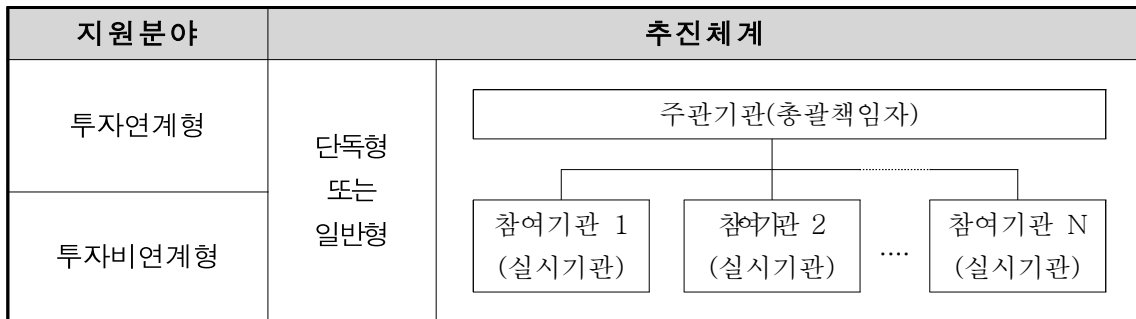 지원분야 추진체계
투자연계형
투자비연계형
단독형
또는
일반형
주관기관(총괄책임자)
참여기관 1
(실시기관)
참여기관 2
(실시기관)
....
참여기관 N
(실시기관)